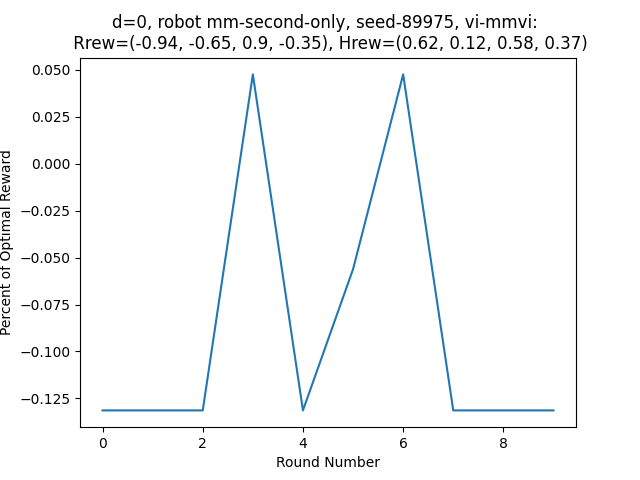 d=0, robot mm-second-only, seed-89975, vi-mmvi:
Rrew=(-0.94, -0.65, 0.9, -0.35), Hrew=(0.62, 0.12, 0.58, 0.37)
Percent of Optimal Reward
0.050
0.025
0.000
−0.025
−0.050
−0.075
−0.100
−0.125
0 2 4 6 8
Round Number